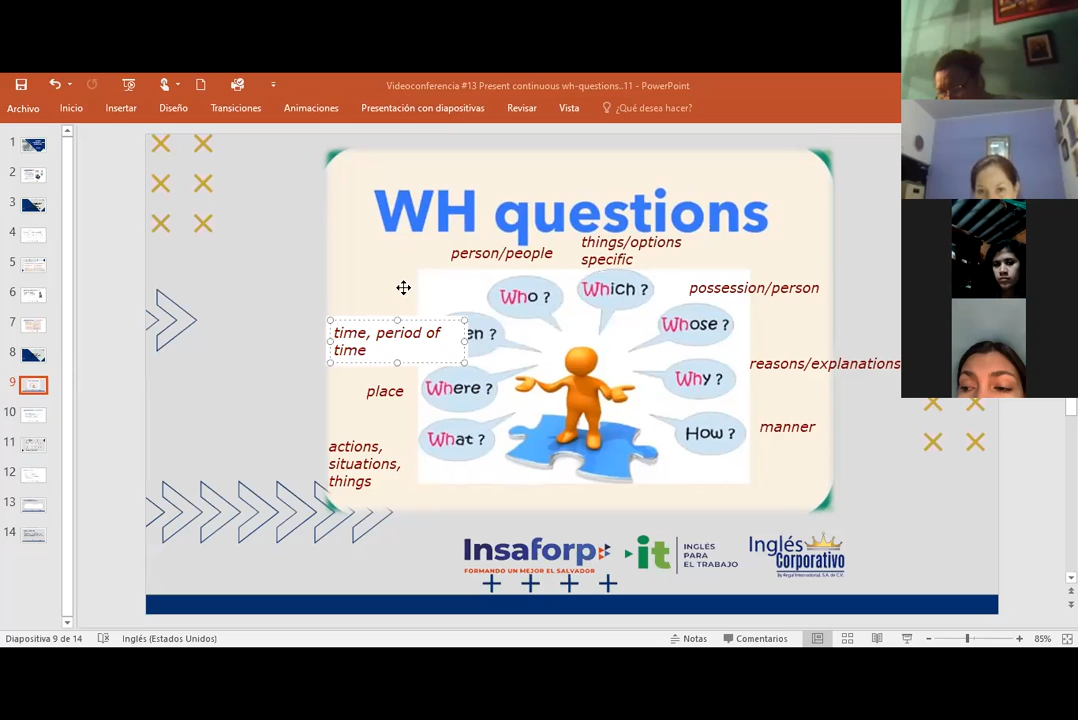 Videoconferencia #13 Present continuous wh-questions..11 - PowerPoint
Archivo Inicio Insertar Diseño Transiciones Animaciones Presentación con diapositivas Revisar Vista ¿Qué desea hacer?
1
2
3
4
5
6
7
8
9
10
11
12
13
14
WH questions
person/people
things/options
specific
possession/person
Who ?
Which ?
time, period of
time
en ?
Whose ?
place
Where ?
Why ?
reasons/explanations
What ?
How ?
manner
actions,
situations,
things
Insaforp
FORMANDO UN MEJOR EL SALVADOR
it
INGLÉS
PARA
EL TRABAJO
Inglés
Corporativo
By Regal International, S.A. de C.V.
Diapositiva 9 de 14 Inglés (Estados Unidos) Notas Comentarios 85%